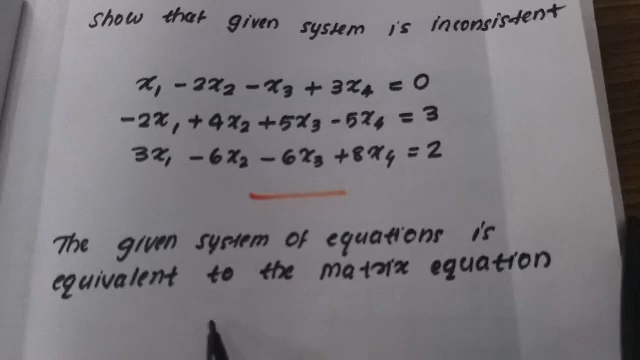 show that given system is inconsistent
x₁ - 2x₂ - x₃ + 3x₄ = 0
-2x₁ + 4x₂ + 5x₃ - 5x₄ = 3
3x₁ - 6x₂ - 6x₃ + 8x₄ = 2
The given system of equations is
equivalent to the matrix equation